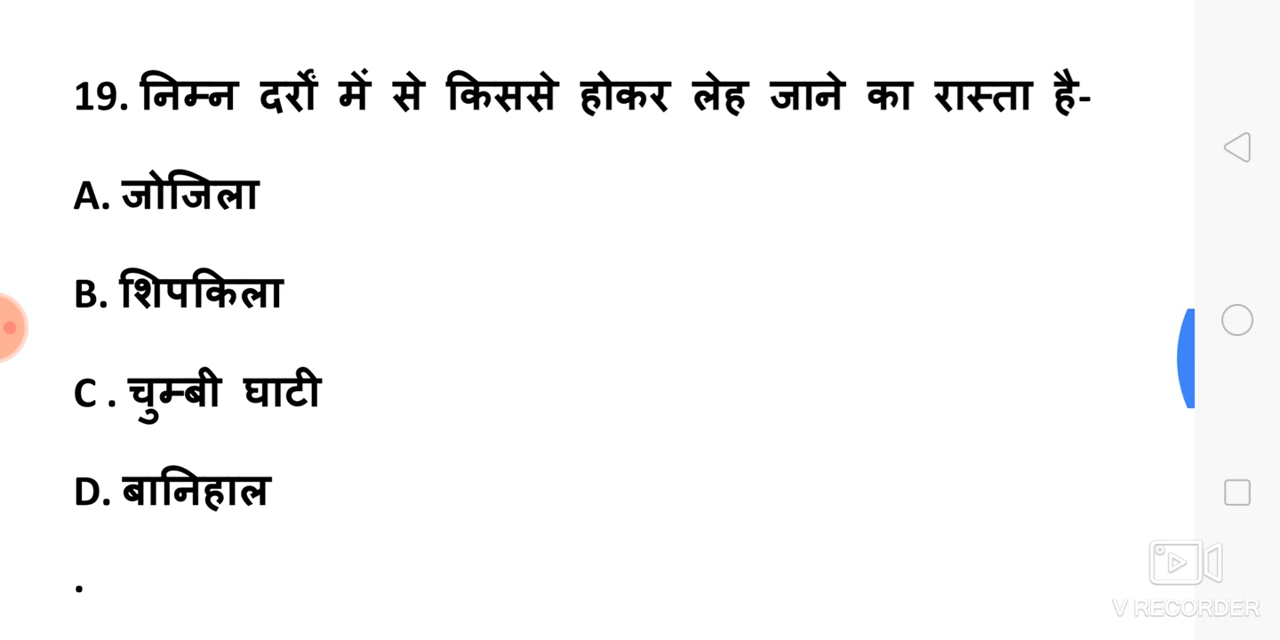 19. निम्न दर्रों में से किससे होकर लेह जाने का रास्ता है-
A. जोजिला
B. शिपकिला
C . चुम्बी घाटी
D. बानिहाल
.
V RECORDER